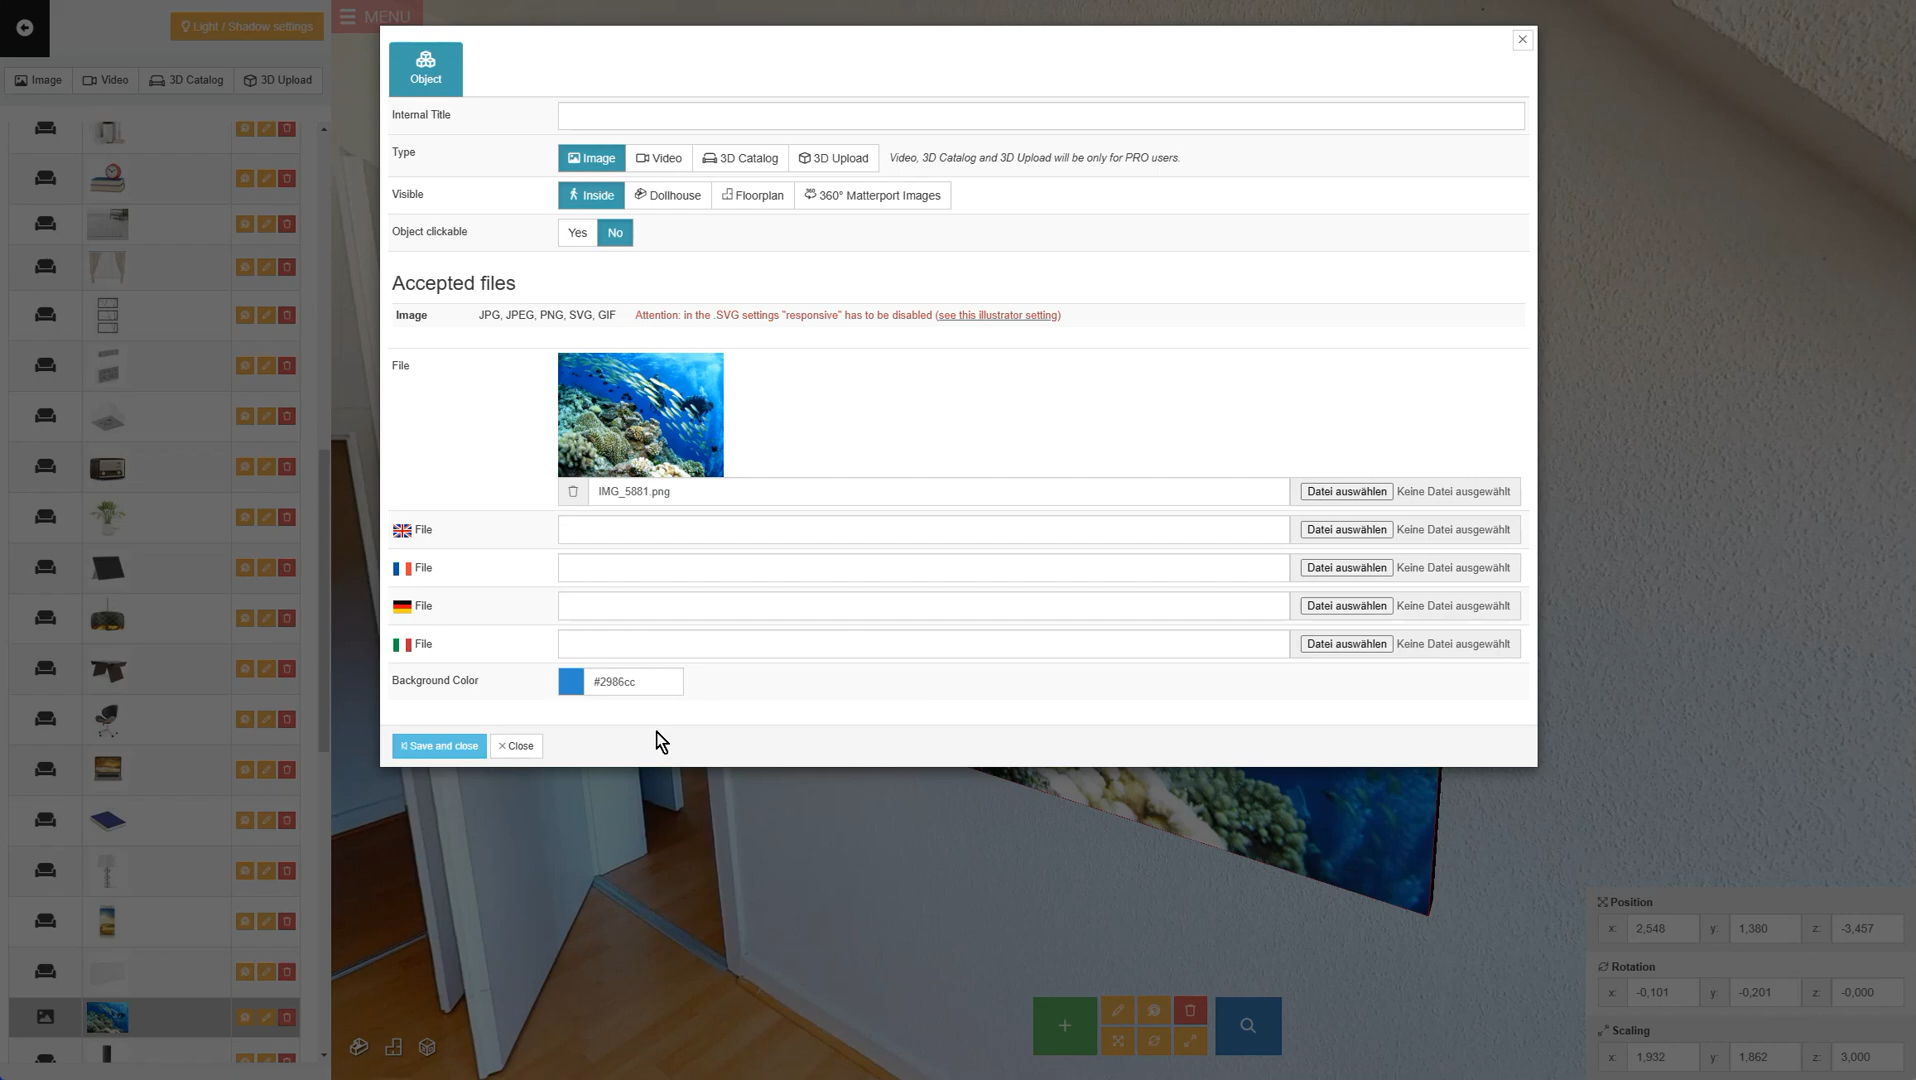 Light / Shadow settings
MENU
Image
Video
3D Catalog
3D Upload
Object
Internal Title
Type
Image
Video
3D Catalog
3D Upload
Video, 3D Catalog and 3D Upload will be only for PRO users.
Visible
Inside
Dollhouse
Floorplan
360° Matterport Images
Object clickable
Yes
No
Accepted files
Image
JPG, JPEG, PNG, SVG, GIF
Attention: in the .SVG settings "responsive" has to be disabled (see this illustrator setting)
File
IMG_5881.png
Datei auswählen Keine Datei ausgewählt
File
Datei auswählen Keine Datei ausgewählt
File
Datei auswählen Keine Datei ausgewählt
File
Datei auswählen Keine Datei ausgewählt
File
Datei auswählen Keine Datei ausgewählt
Background Color
#2986cc
Save and close
Close
Position
x: 2,548 y: 1,380 z: -3,457
Rotation
x: -0,101 y: -0,201 z: -0,000
Scaling
x: 1,932 y: 1,862 z: 3,000